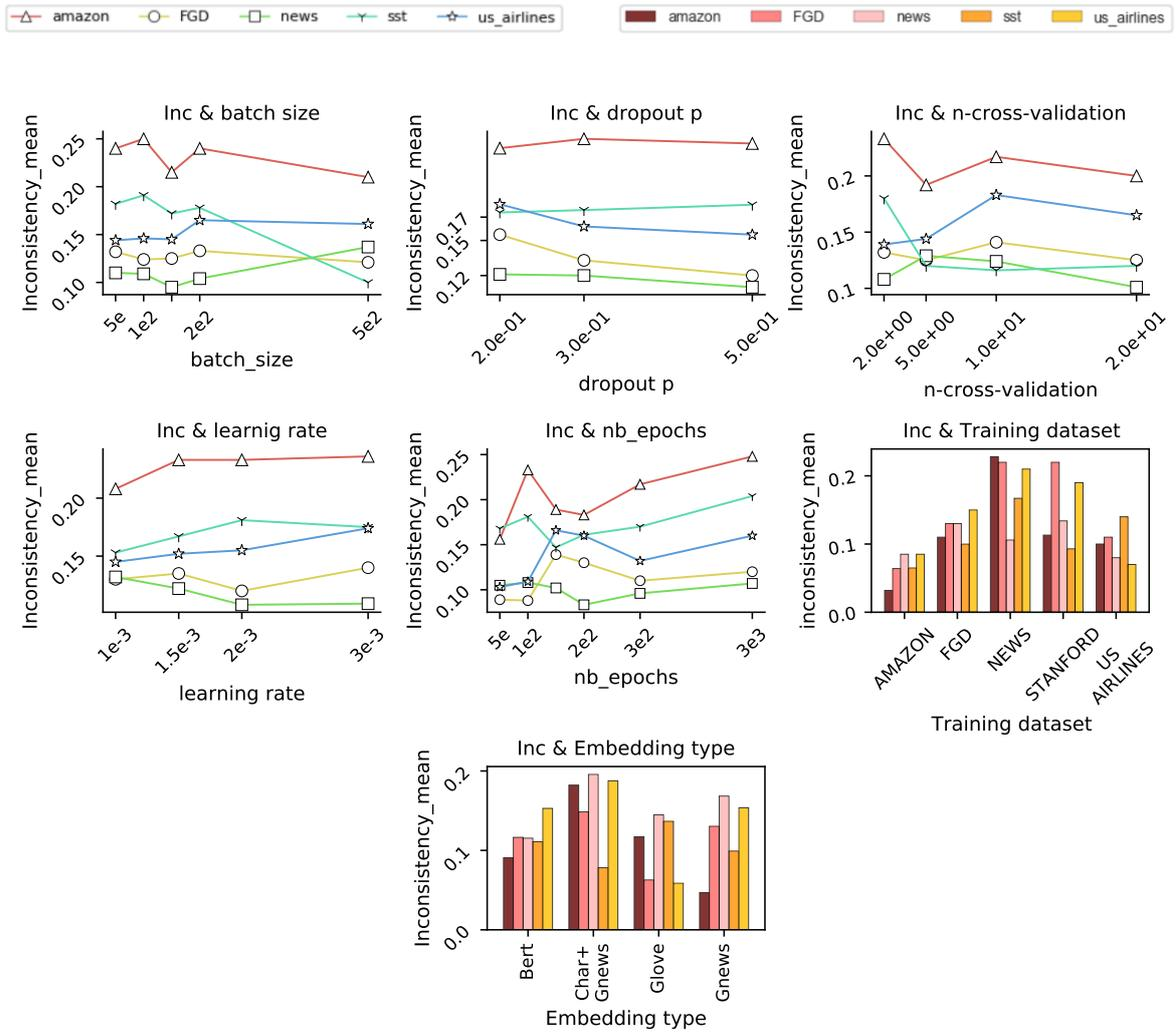 amazon FGD news sst us_airlines
amazon FGD news sst us_airlines
Inc & batch size
Inconsistency_mean
0.25
0.20
0.15
0.10
5e 1e2 2e2 5e2
batch_size
Inc & dropout p
Inconsistency_mean
0.17
0.15
0.12
2.0e-01 3.0e-01 5.0e-01
dropout p
Inc & n-cross-validation
Inconsistency_mean
0.2
0.15
0.1
2.0e+00 5.0e+00 1.0e+01 2.0e+01
n-cross-validation
Inc & learnig rate
Inconsistency_mean
0.20
0.15
1e-3 1.5e-3 2e-3 3e-3
learning rate
Inc & nb_epochs
Inconsistency_mean
0.25
0.20
0.15
0.10
5e 1e2 2e2 3e2 3e3
nb_epochs
Inc & Training dataset
inconsistency_mean
0.2
0.1
0.0
AMAZON FGD NEWS STANFORD US
AIRLINES
Training dataset
Inc & Embedding type
Inconsistency_mean
0.2
0.1
0.0
Bert Char+ Glove Gnews
Gnews
Embedding type